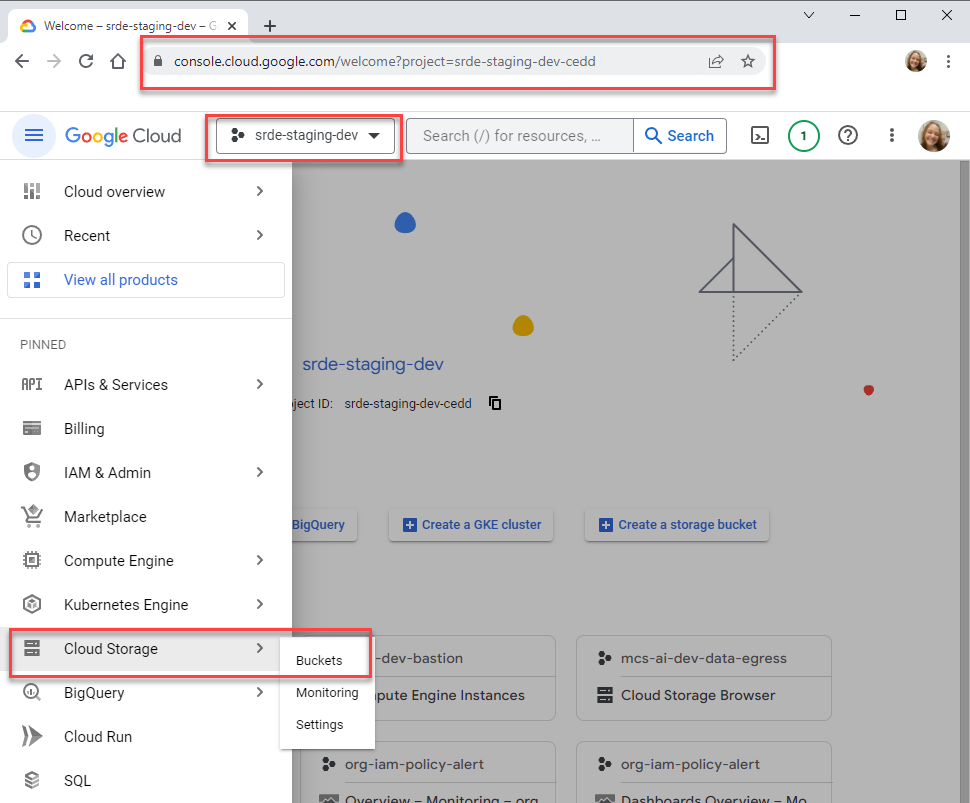 Welcome – srde-staging-dev – G
console.cloud.google.com/welcome?project=srde-staging-dev-cedd
Google Cloud
srde-staging-dev
Search (/) for resources, ...
Search
1
Cloud overview
Recent
View all products
PINNED
API
APIs & Services
Billing
IAM & Admin
Marketplace
Compute Engine
Kubernetes Engine
Cloud Storage
BigQuery
Cloud Run
SQL
Buckets
Monitoring
Settings
srde-staging-dev
ject ID: srde-staging-dev-cedd
BigQuery
Create a GKE cluster
Create a storage bucket
-dev-bastion
pute Engine Instances
mcs-ai-dev-data-egress
Cloud Storage Browser
org-iam-policy-alert
Overview – Monitoring – org
org-iam-policy-alert
Dashboards Overview – Mo